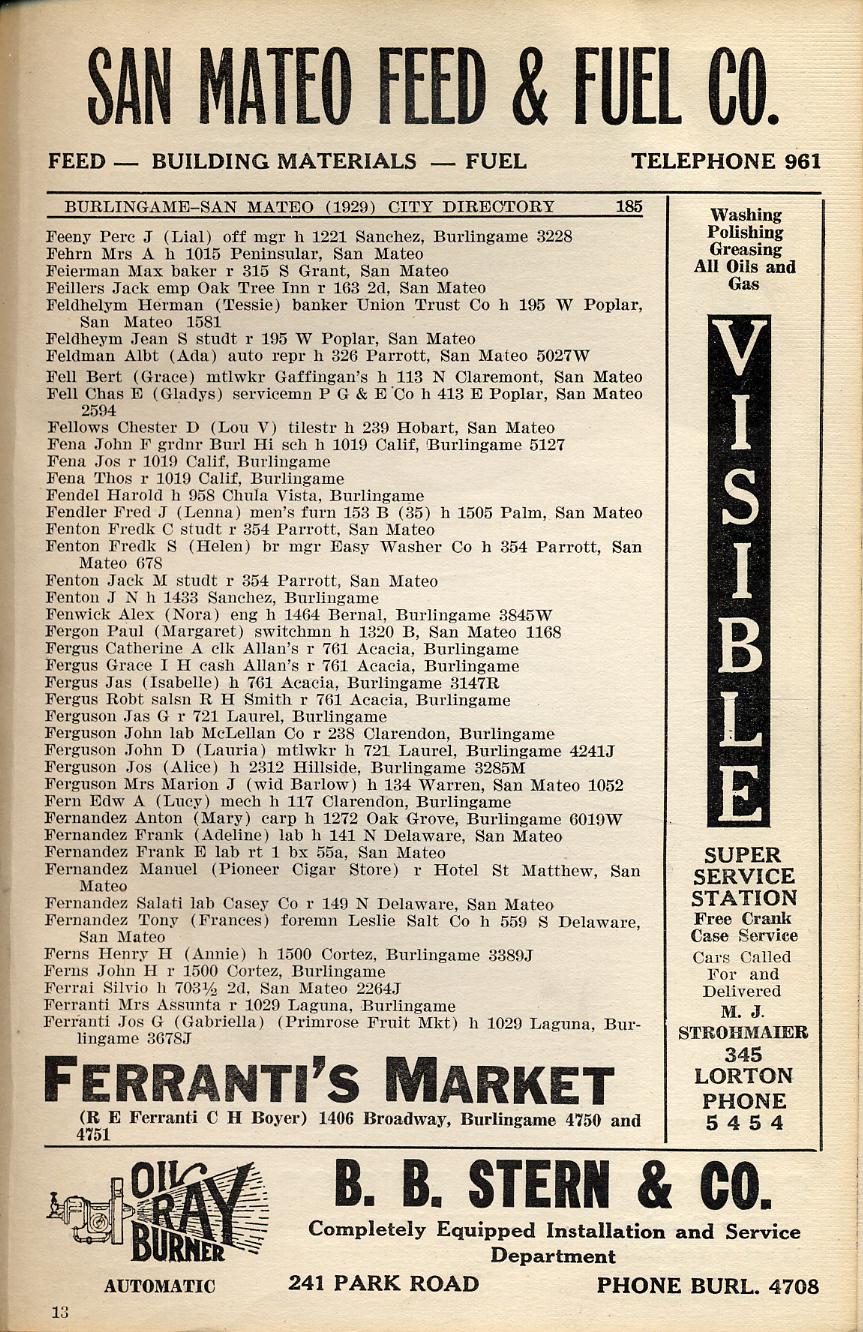 SAN MATEO FEED & FUEL CO.
FEED — BUILDING MATERIALS — FUEL TELEPHONE 961
BURLINGAME–SAN MATEO (1929) CITY DIRECTORY 185
Feeny Perc J (Lial) off mgr h 1221 Sanchez, Burlingame 3228
Fehrn Mrs A h 1015 Peninsular, San Mateo
Feierman Max baker r 315 S Grant, San Mateo
Feillers Jack emp Oak Tree Inn r 163 2d, San Mateo
Feldhelym Herman (Tessie) banker Union Trust Co h 195 W Poplar,
San Mateo 1581
Feldheym Jean S studt r 195 W Poplar, San Mateo
Feldman Albt (Ada) auto repr h 326 Parrott, San Mateo 5027W
Fell Bert (Grace) mtlwkr Gaffingan's h 113 N Claremont, San Mateo
Fell Chas E (Gladys) servicemn P G & E Co h 413 E Poplar, San Mateo
2594
Fellows Chester D (Lou V) tilestr h 239 Hobart, San Mateo
Fena John F grdnr Burl Hi sch h 1019 Calif, Burlingame 5127
Fena Jos r 1019 Calif, Burlingame
Fena Thos r 1019 Calif, Burlingame
Fendel Harold h 958 Chula Vista, Burlingame
Fendler Fred J (Lenna) men's furn 153 B (35) h 1505 Palm, San Mateo
Fenton Fredk C studt r 354 Parrott, San Mateo
Fenton Fredk S (Helen) br mgr Easy Washer Co h 354 Parrott, San
Mateo 678
Fenton Jack M studt r 354 Parrott, San Mateo
Fenton J N h 1433 Sanchez, Burlingame
Fenwick Alex (Nora) eng h 1464 Bernal, Burlingame 3845W
Fergon Paul (Margaret) switchmn h 1320 B, San Mateo 1168
Fergus Catherine A clk Allan's r 761 Acacia, Burlingame
Fergus Grace I H cash Allan's r 761 Acacia, Burlingame
Fergus Jas (Isabelle) h 761 Acacia, Burlingame 3147R
Fergus Robt salsn R H Smith r 761 Acacia, Burlingame
Ferguson Jas G r 721 Laurel, Burlingame
Ferguson John lab McLellan Co r 238 Clarendon, Burlingame
Ferguson John D (Lauria) mtlwkr h 721 Laurel, Burlingame 4241J
Ferguson Jos (Alice) h 2312 Hillside, Burlingame 3285M
Ferguson Mrs Marion J (wid Barlow) h 134 Warren, San Mateo 1052
Fern Edw A (Lucy) mech h 117 Clarendon, Burlingame
Fernandez Anton (Mary) carp h 1272 Oak Grove, Burlingame 6019W
Fernandez Frank (Adeline) lab h 141 N Delaware, San Mateo
Fernandez Frank E lab rt 1 bx 55a, San Mateo
Fernandez Manuel (Pioneer Cigar Store) r Hotel St Matthew, San
Mateo
Fernandez Salati lab Casey Co r 149 N Delaware, San Mateo
Fernandez Tony (Frances) foremn Leslie Salt Co h 559 S Delaware,
San Mateo
Ferns Henry H (Annie) h 1500 Cortez, Burlingame 3389J
Ferns John H r 1500 Cortez, Burlingame
Ferrai Silvio h 703½ 2d, San Mateo 2264J
Ferranti Mrs Assunta r 1029 Laguna, Burlingame
Ferranti Jos G (Gabriella) (Primrose Fruit Mkt) h 1029 Laguna, Bur-
lingame 3678J
FERRANTI'S MARKET
(R E Ferranti C H Boyer) 1406 Broadway, Burlingame 4750 and
4751
Washing
Polishing
Greasing
All Oils and
Gas
VISIBLE
SUPER
SERVICE
STATION
Free Crank
Case Service
Cars Called
For and
Delivered
M. J.
STROHMAIER
345
LORTON
PHONE
5454
OIL
RAY
BURNER
AUTOMATIC
B. B. STERN & CO.
Completely Equipped Installation and Service
Department
241 PARK ROAD PHONE BURL. 4708
13